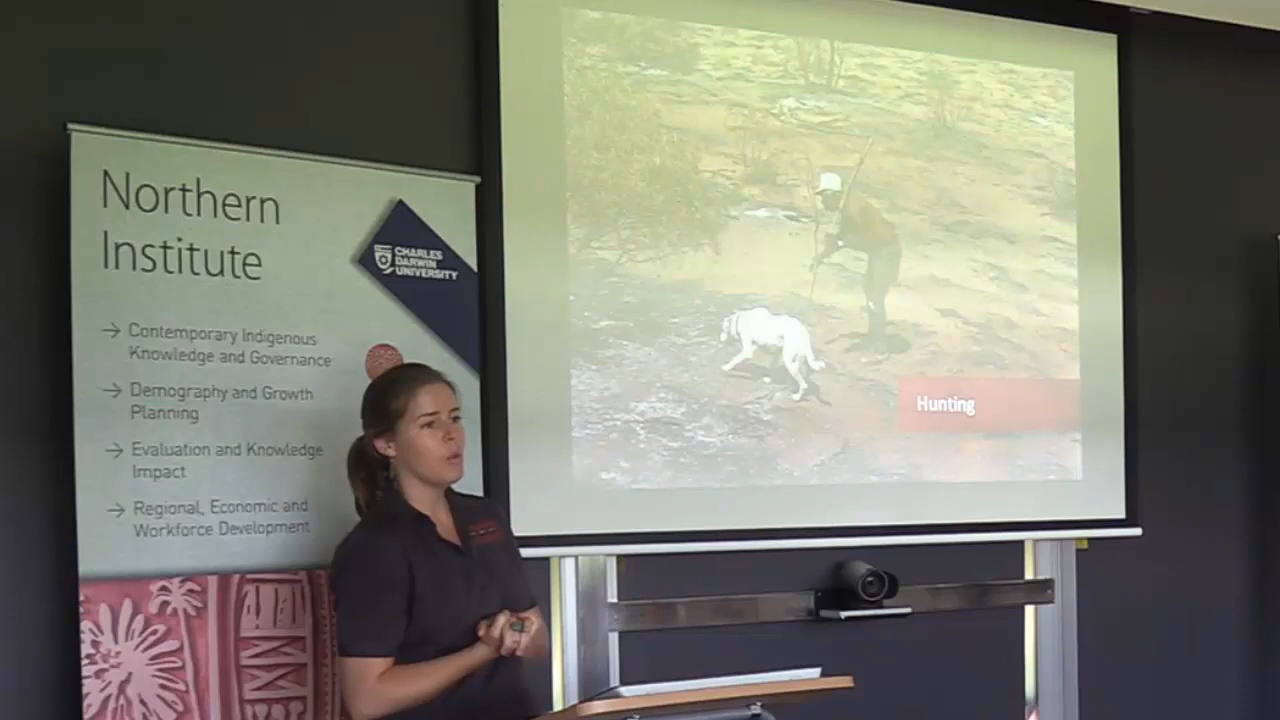 Northern
Institute
CHARLES
DARWIN
UNIVERSITY
→ Contemporary Indigenous
Knowledge and Governance
→ Demography and Growth
Planning
→ Evaluation and Knowledge
Impact
→ Regional, Economic and
Workforce Development
Hunting